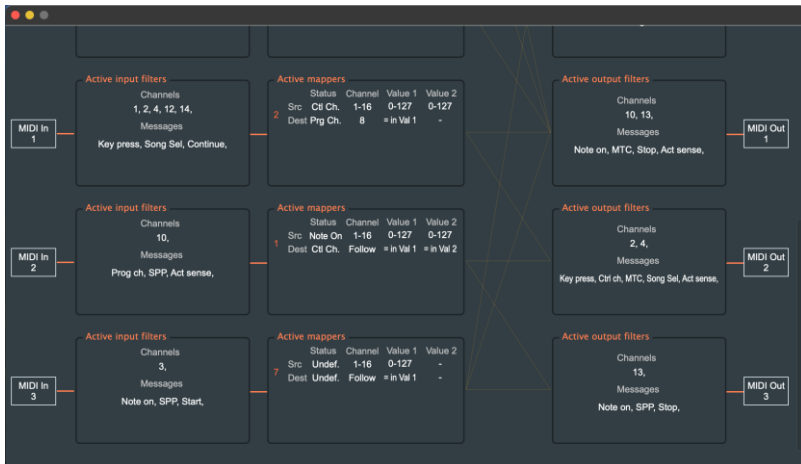 Active input filters
Channels
1, 2, 4, 12, 14,
Messages
Key press, Song Sel, Continue,
Active mappers
Status Channel Value 1 Value 2
2 Src Ctl Ch. 1-16 0-127 0-127
Dest Prg Ch. 8 = in Val 1 -
Active output filters
Channels
10, 13,
Messages
Note on, MTC, Stop, Act sense,
MIDI In
1
MIDI Out
1
Active input filters
Channels
10,
Messages
Prog ch, SPP, Act sense,
Active mappers
Status Channel Value 1 Value 2
1 Src Note On 1-16 0-127 0-127
Dest Ctl Ch. Follow = in Val 1 = in Val 2
Active output filters
Channels
2, 4,
Messages
Key press, Ctrl ch, MTC, Song Sel, Act sense,
MIDI In
2
MIDI Out
2
Active input filters
Channels
3,
Messages
Note on, SPP, Start,
Active mappers
Status Channel Value 1 Value 2
7 Src Undef. 1-16 0-127 -
Dest Undef. Follow = in Val 1 -
Active output filters
Channels
13,
Messages
Note on, SPP, Stop,
MIDI In
3
MIDI Out
3